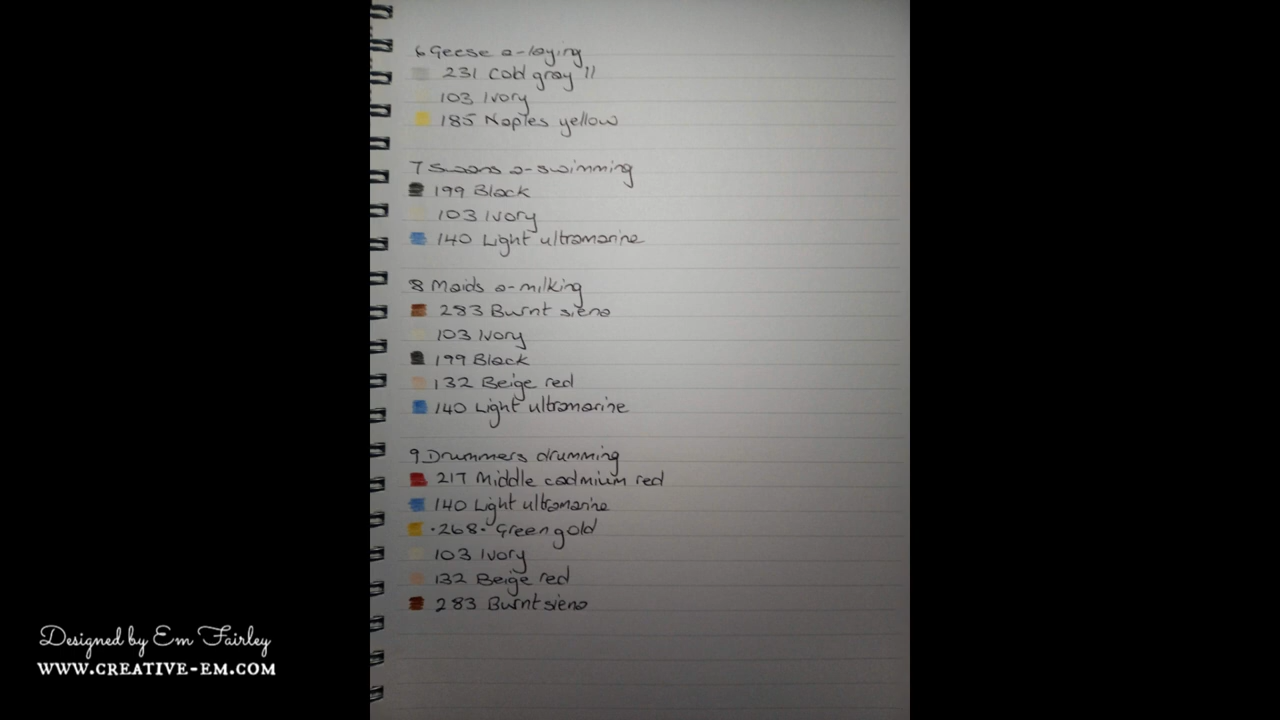 6 Geese a-laying
231 Cold gray II
103 Ivory
185 Naples yellow
7 Swans a-swimming
199 Black
103 Ivory
140 Light ultramarine
8 Maids a-milking
283 Burnt siena
103 Ivory
199 Black
132 Beige red
140 Light ultramarine
9 Drummers drumming
217 Middle cadmium red
140 Light ultramarine
·268· Green gold
103 Ivory
132 Beige red
283 Burnt siena
Designed by Em Fairley
WWW.CREATIVE-EM.COM